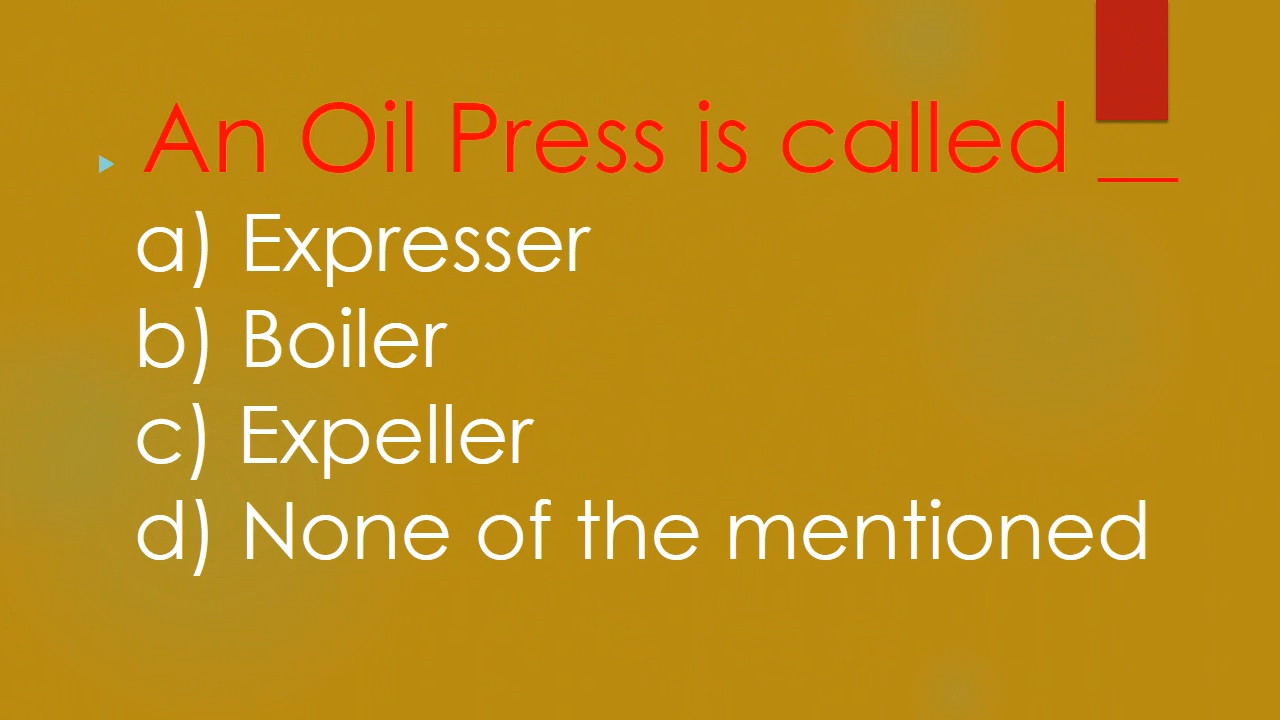 An Oil Press is called __
a) Expresser
b) Boiler
c) Expeller
d) None of the mentioned